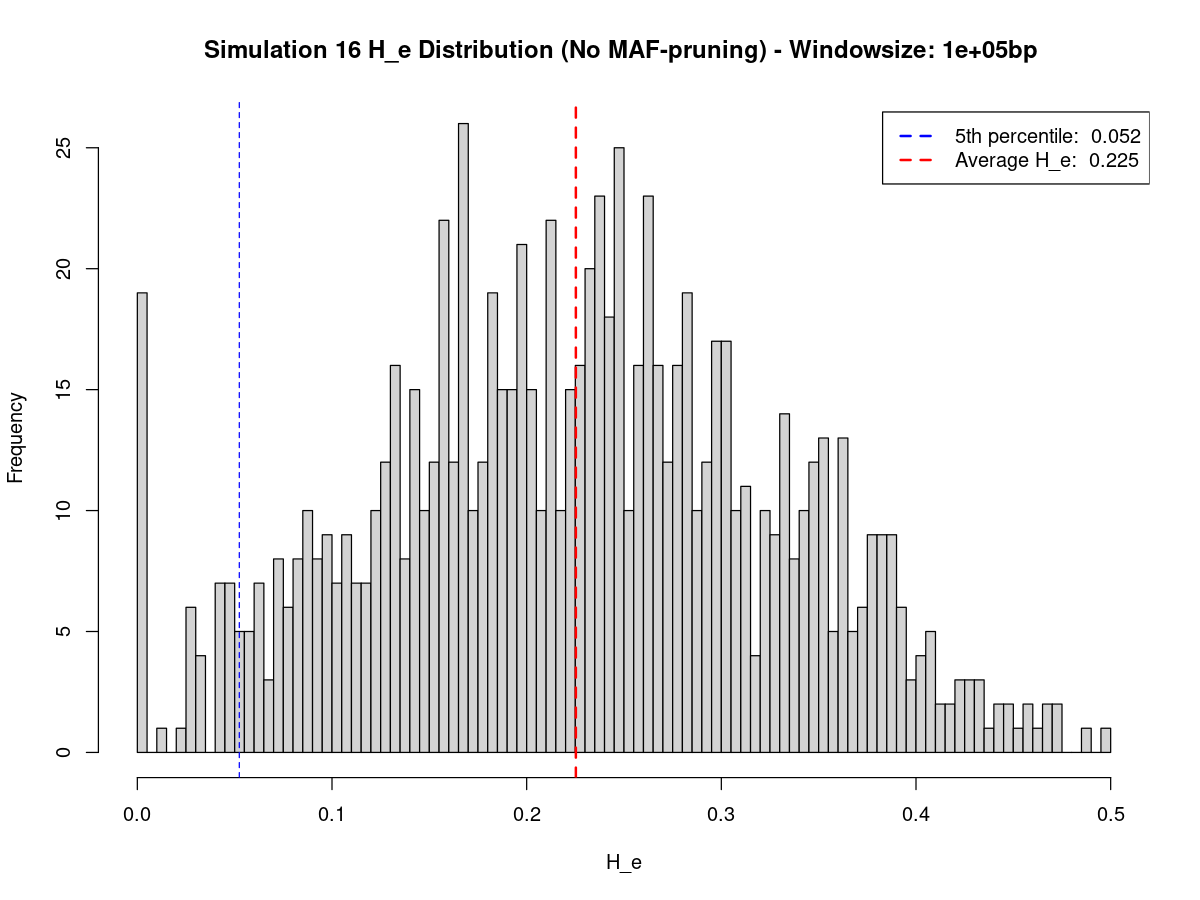 Simulation 16 H_e Distribution (No MAF-pruning) - Windowsize: 1e+05bp
5th percentile:  0.052
Average H_e:  0.225
Frequency
25
20
15
10
5
0
0.0 0.1 0.2 0.3 0.4 0.5
H_e